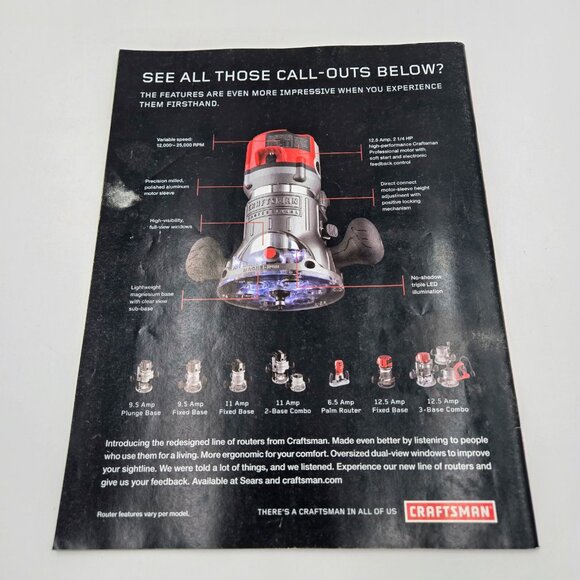 SEE ALL THOSE CALL-OUTS BELOW?
THE FEATURES ARE EVEN MORE IMPRESSIVE WHEN YOU EXPERIENCE
THEM FIRSTHAND.
Variable speed:
12,000–25,000 RPM
12.5 Amp, 2 1/4 HP
high-performance Craftsman
Professional motor with
soft start and electronic
feedback control
Precision milled,
polished aluminum
motor sleeve
Direct connect
motor-sleeve height
adjustment with
positive locking
mechanism
High-visibility,
full-view windows
CRAFTSMAN
Lightweight
magnesium base
with clear view
sub-base
No-shadow,
triple LED
illumination
9.5 Amp
Plunge Base
9.5 Amp
Fixed Base
11 Amp
Fixed Base
11 Amp
2-Base Combo
6.5 Amp
Palm Router
12.5 Amp
Fixed Base
12.5 Amp
3-Base Combo
Introducing the redesigned line of routers from Craftsman. Made even better by listening to people
who use them for a living. More ergonomic for your comfort. Oversized dual-view windows to improve
your sightline. We were told a lot of things, and we listened. Experience our new line of routers and
give us your feedback. Available at Sears and craftsman.com
Router features vary per model.
THERE'S A CRAFTSMAN IN ALL OF US
CRAFTSMAN